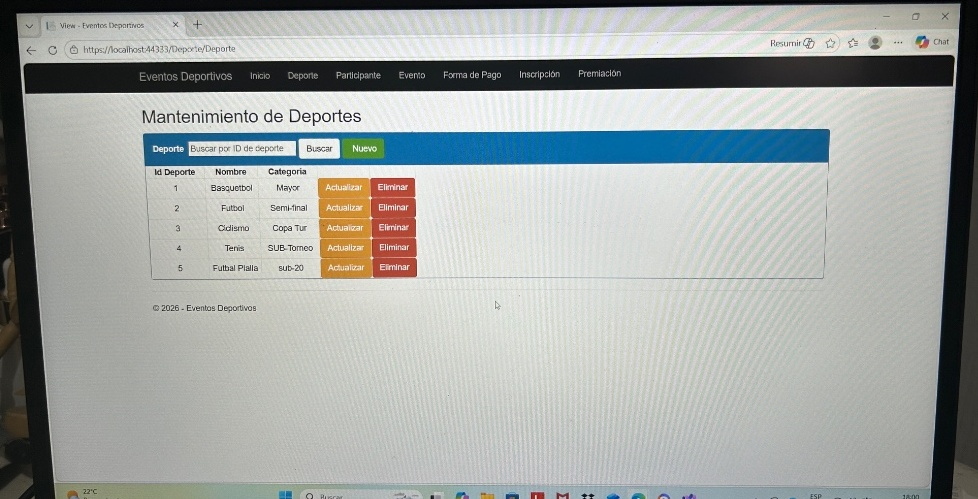 View - Eventos Deportivos
https://localhost:44333/Deporte/Deporte
Resumir
Chat
Eventos Deportivos Inicio Deporte Participante Evento Forma de Pago Inscripción Premiación
Mantenimiento de Deportes
Deporte Buscar por ID de deporte Buscar Nuevo
Id Deporte Nombre Categoria
1 Basquetbol Mayor Actualizar Eliminar
2 Futbol Semi-final Actualizar Eliminar
3 Ciclismo Copa Tur Actualizar Eliminar
4 Tenis SUB-Torneo Actualizar Eliminar
5 Futbal Plalla sub-20 Actualizar Eliminar
© 2026 - Eventos Deportivos
22°C
Buscar
ESP
18:00